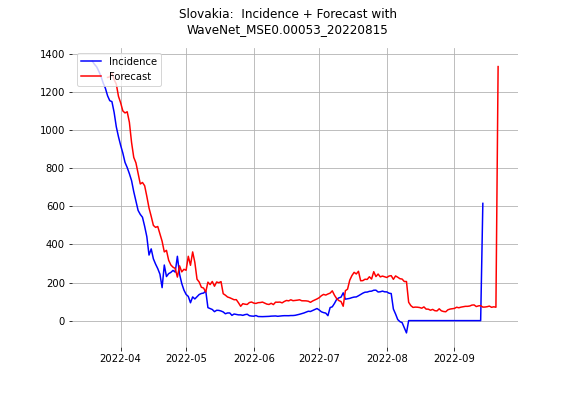 Slovakia:  Incidence + Forecast with
WaveNet_MSE0.00053_20220815
Incidence
Forecast
1400
1200
1000
800
600
400
200
0
2022-04 2022-05 2022-06 2022-07 2022-08 2022-09